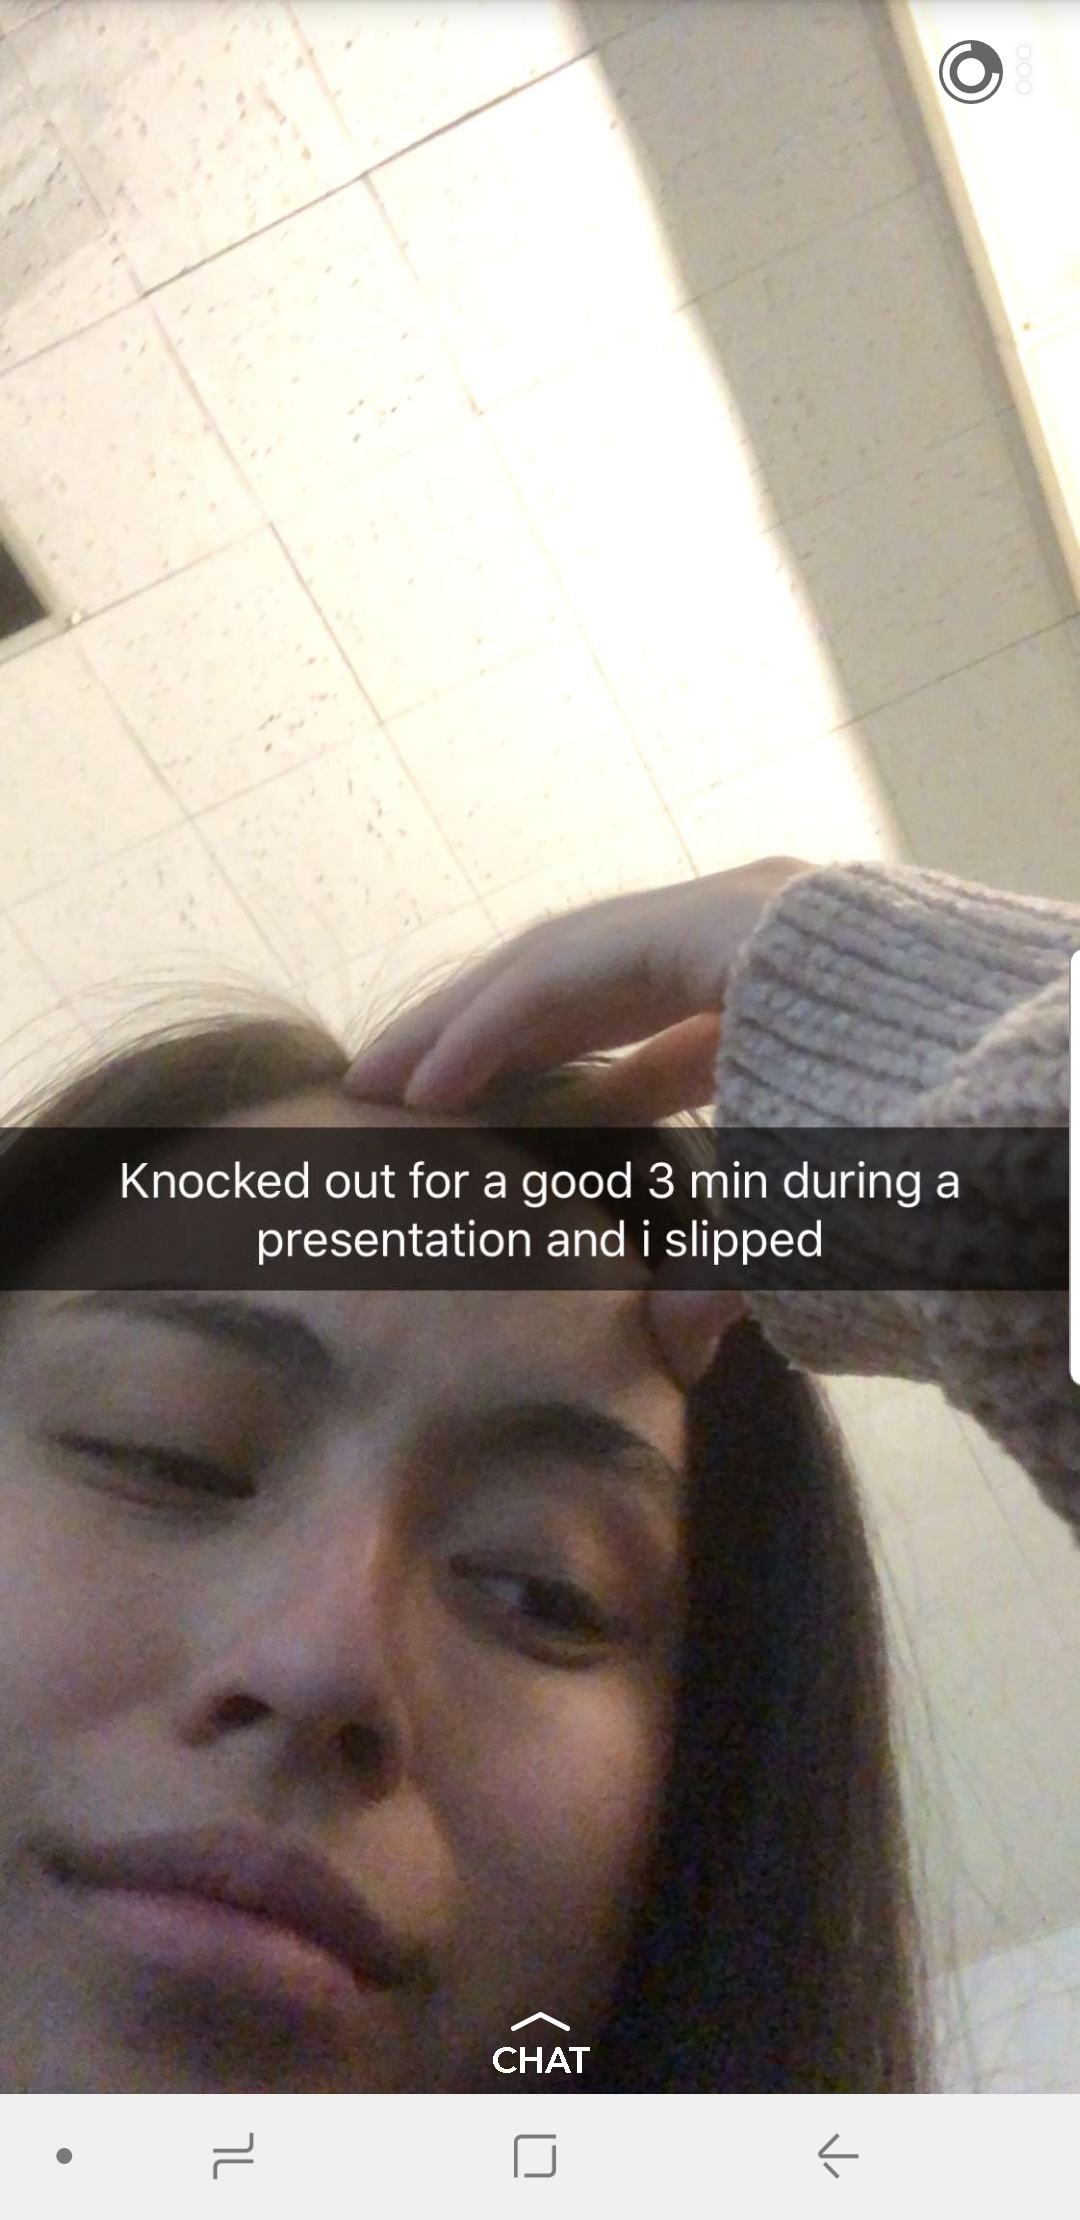 Knocked out for a good 3 min during a
presentation and i slipped
CHAT